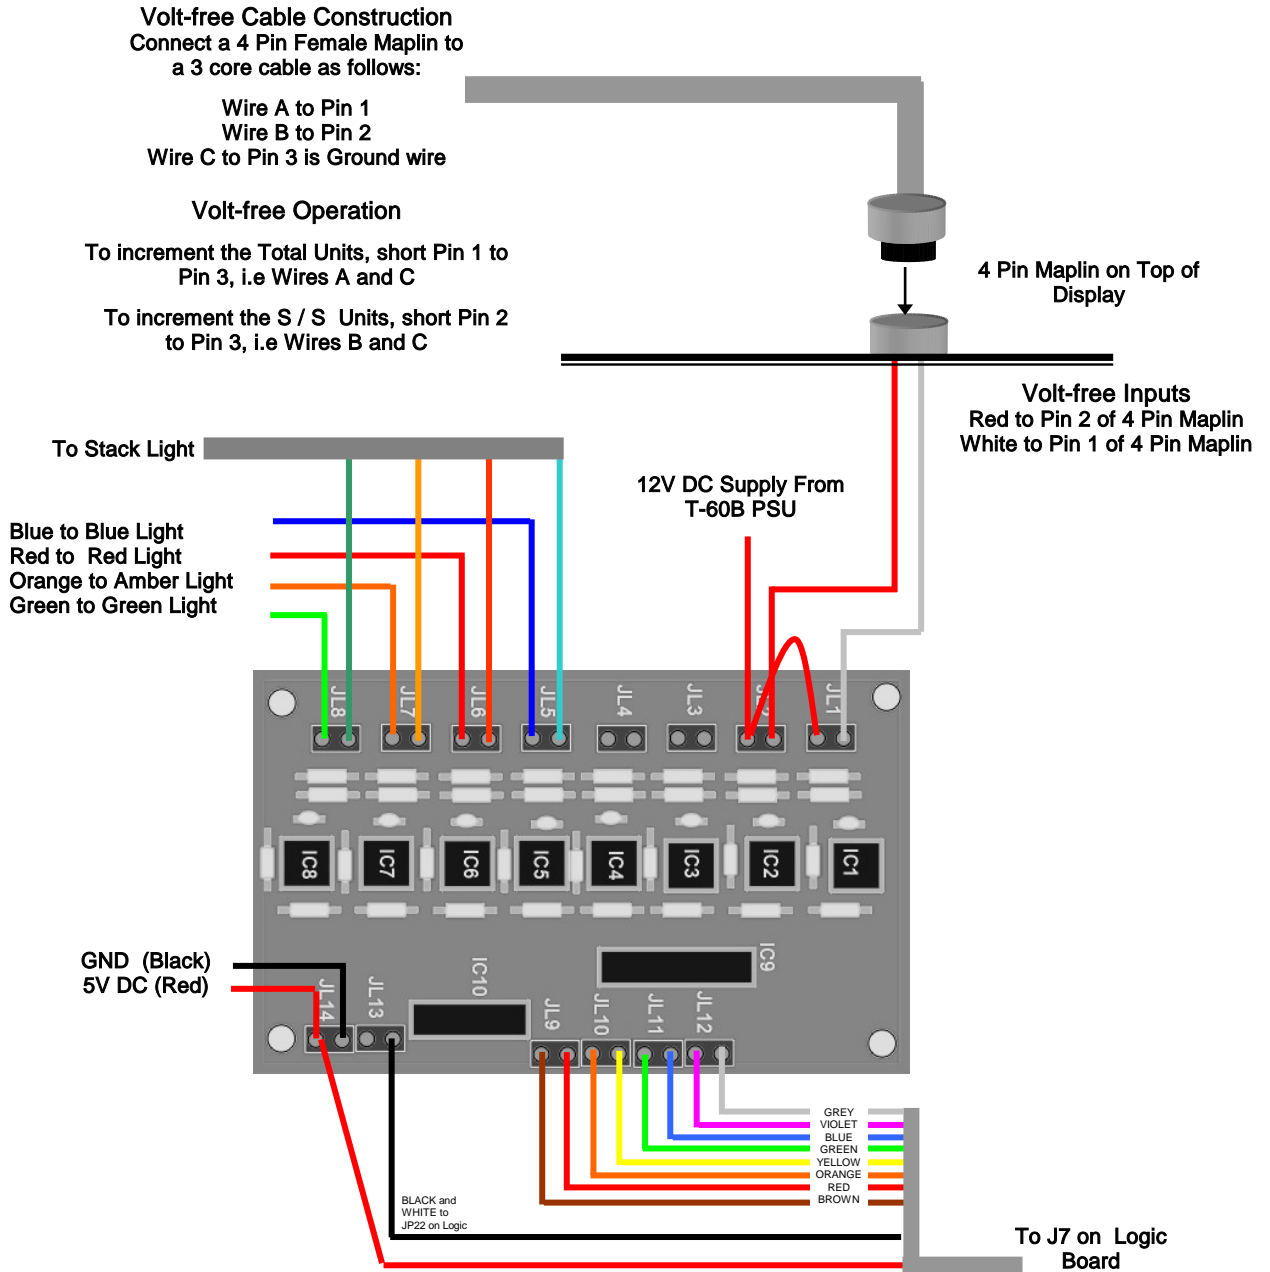 Volt-free Cable Construction
Connect a 4 Pin Female Maplin to
a 3 core cable as follows:
Wire A to Pin 1
Wire B to Pin 2
Wire C to Pin 3 is Ground wire
Volt-free Operation
To increment the Total Units, short Pin 1 to
Pin 3, i.e Wires A and C
To increment the S / S  Units, short Pin 2
to Pin 3, i.e Wires B and C
4 Pin Maplin on Top of
Display
Volt-free Inputs
Red to Pin 2 of 4 Pin Maplin
White to Pin 1 of 4 Pin Maplin
To Stack Light
12V DC Supply From
T-60B PSU
Blue to Blue Light
Red to  Red Light
Orange to Amber Light
Green to Green Light
JL8
JL7
JL6
JL5
JL4
JL3
JL1
IC8
IC7
IC6
IC5
IC4
IC3
IC2
IC1
GND  (Black)
5V DC (Red)
JL14
JL13
IC10
IC9
JL9
JL10
JL11
JL12
GREY
VIOLET
BLUE
GREEN
YELLOW
ORANGE
RED
BROWN
BLACK and
WHITE to
JP22 on Logic
To J7 on  Logic
Board